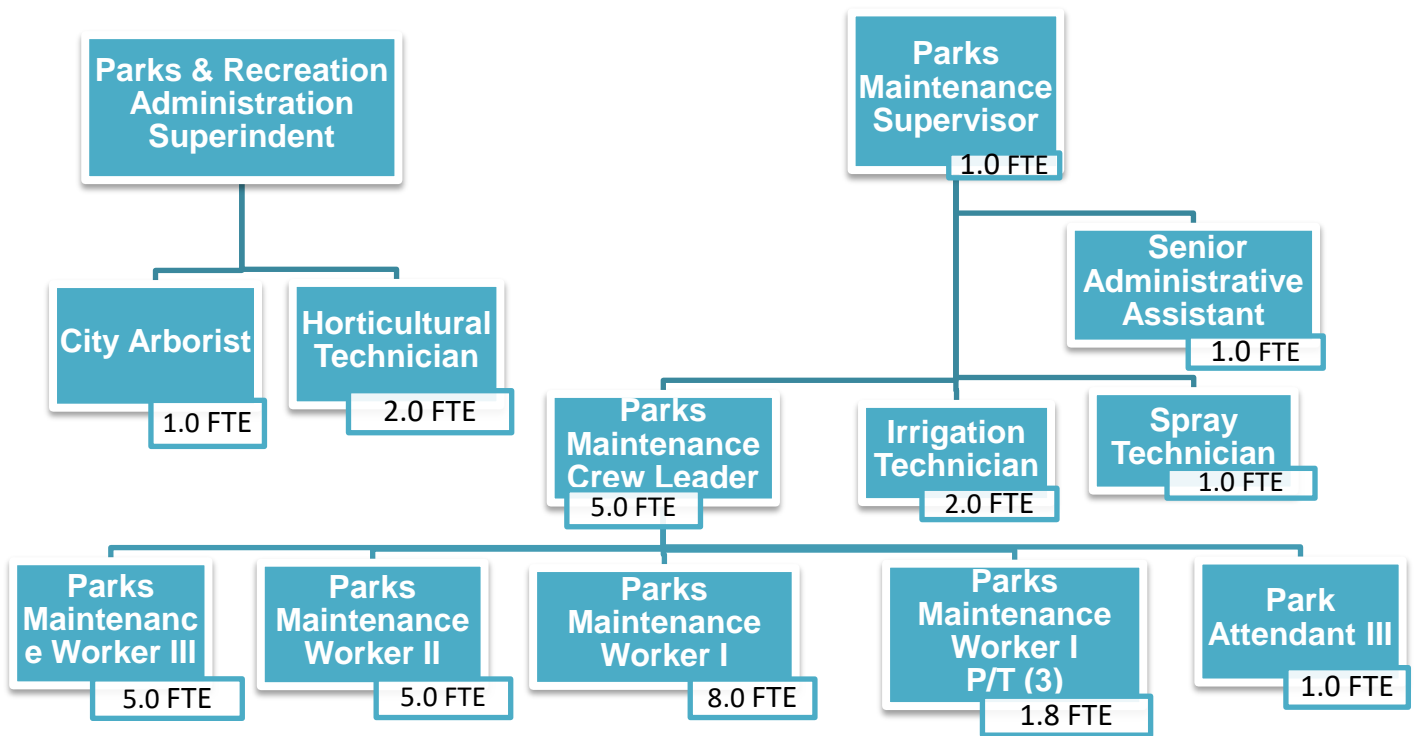 Parks & Recreation
Administration
Superindent
Parks
Maintenance
Supervisor
1.0 FTE
Senior
Administrative
Assistant
1.0 FTE
City Arborist
1.0 FTE
Horticultural
Technician
2.0 FTE
Parks
Maintenance
Crew Leader
5.0 FTE
Irrigation
Technician
2.0 FTE
Spray
Technician
1.0 FTE
Parks
Maintenanc
e Worker III
5.0 FTE
Parks
Maintenance
Worker II
5.0 FTE
Parks
Maintenance
Worker I
8.0 FTE
Parks
Maintenance
Worker I
P/T (3)
1.8 FTE
Park
Attendant III
1.0 FTE